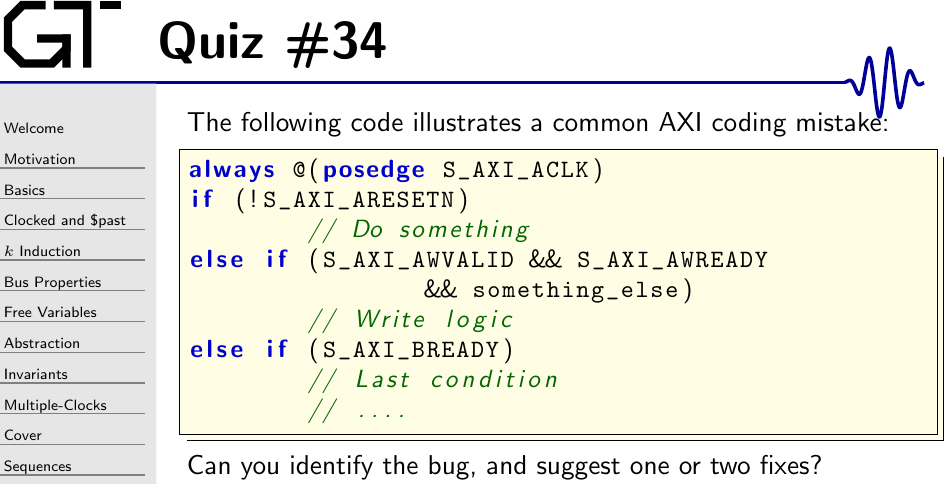 GT
Quiz #34
Welcome
Motivation
Basics
Clocked and $past
k Induction
Bus Properties
Free Variables
Abstraction
Invariants
Multiple-Clocks
Cover
Sequences
The following code illustrates a common AXI coding mistake:
always @(posedge S_AXI_ACLK)
if (!S_AXI_ARESETN)
// Do something
else if (S_AXI_AWVALID && S_AXI_AWREADY
&& something_else)
// Write logic
else if (S_AXI_BREADY)
// Last condition
// ....
Can you identify the bug, and suggest one or two fixes?